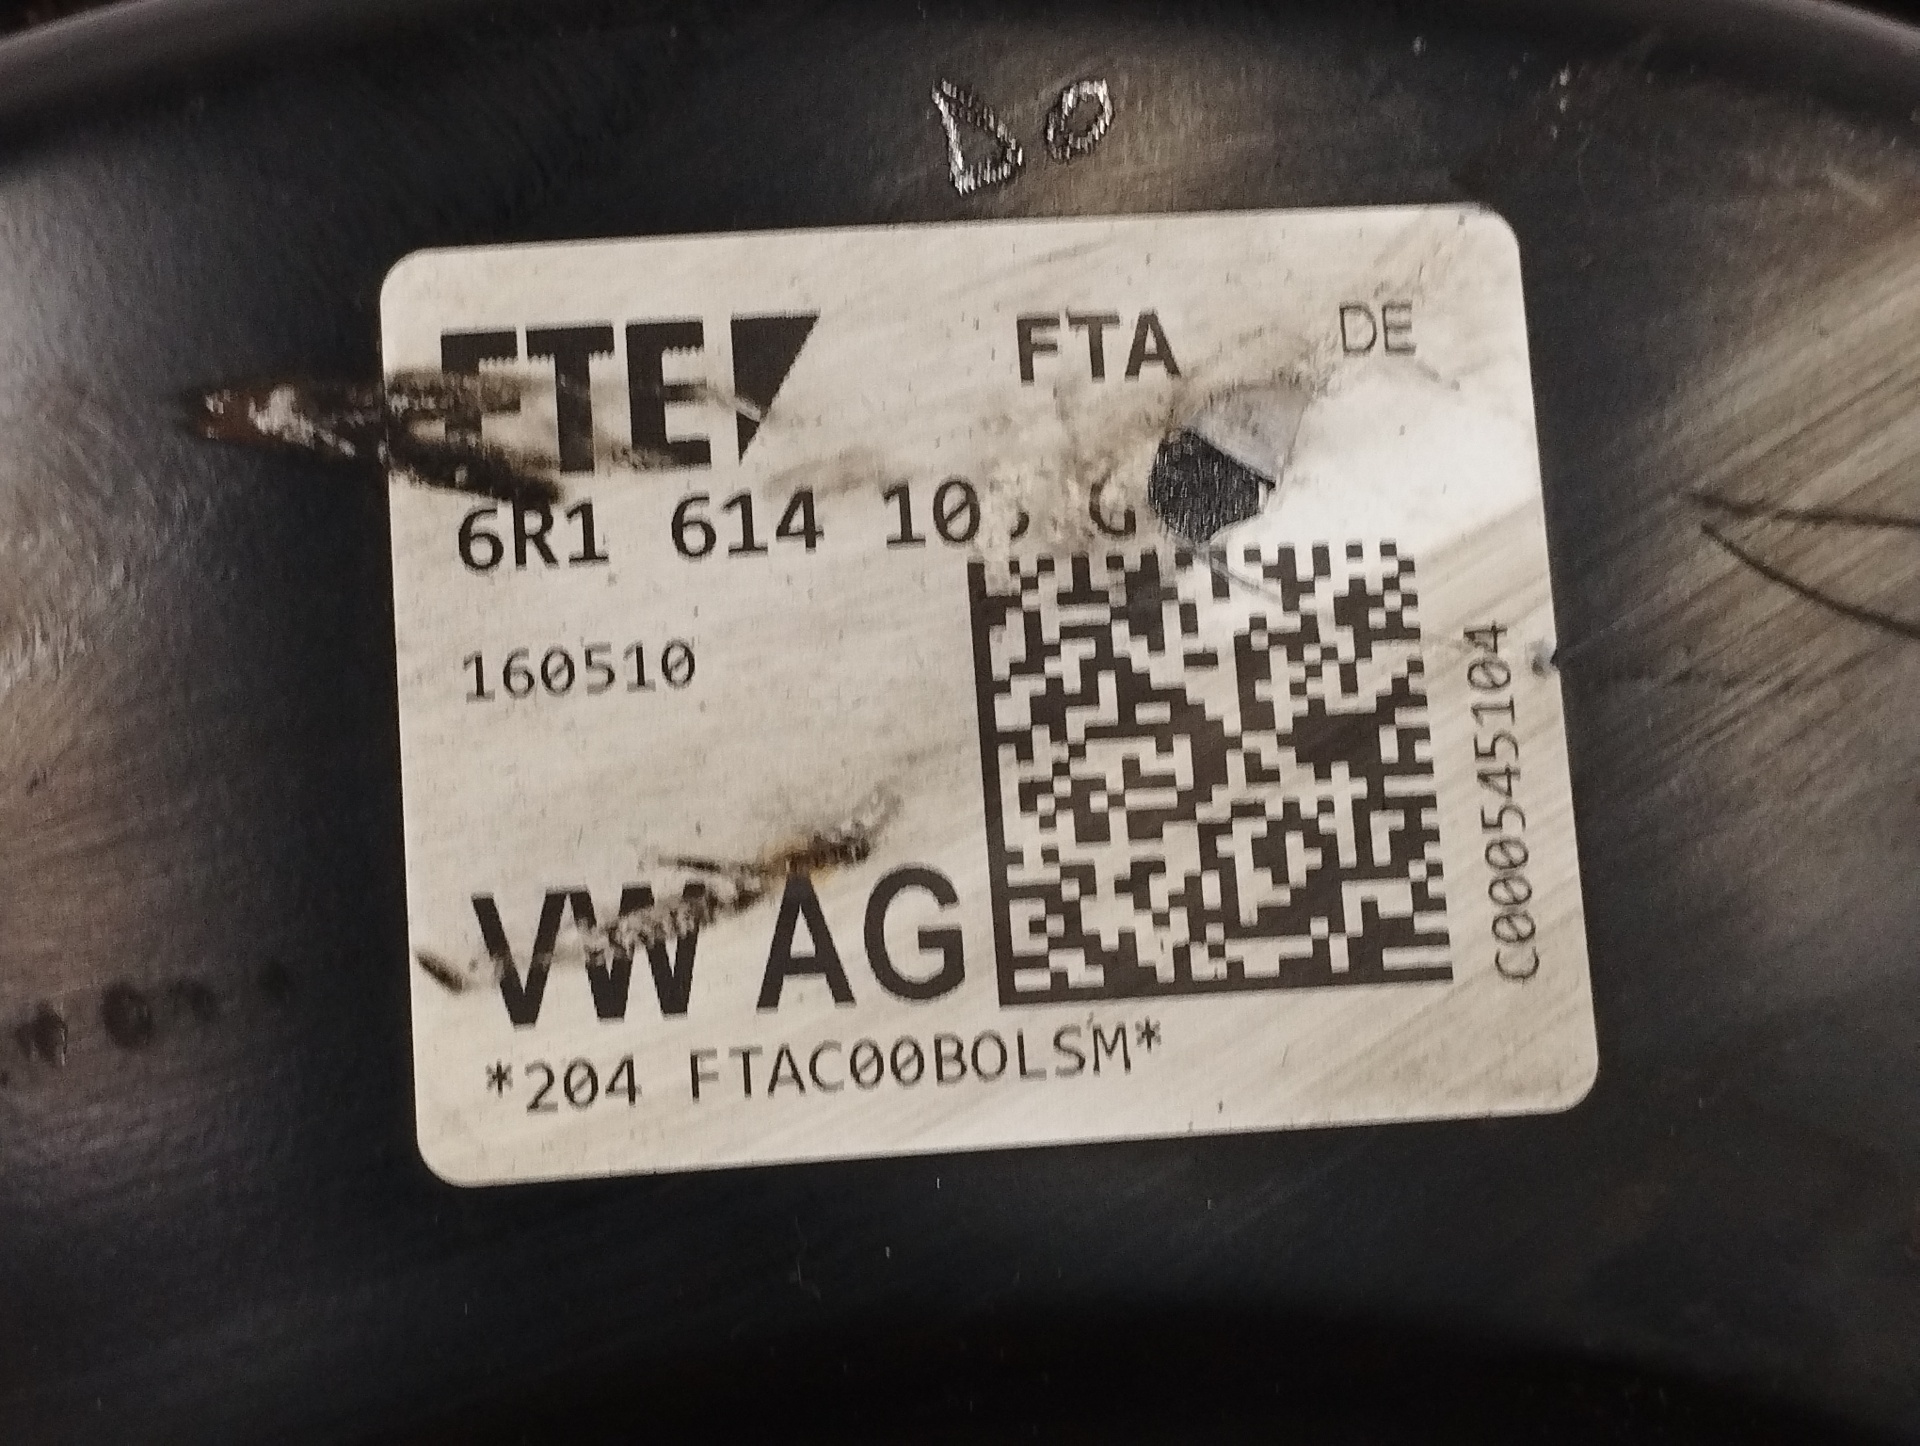 DO
FTE FTA DE
6R1 614 10
160510
C000545104
VW AG
*204 FTAC00BOLSM*